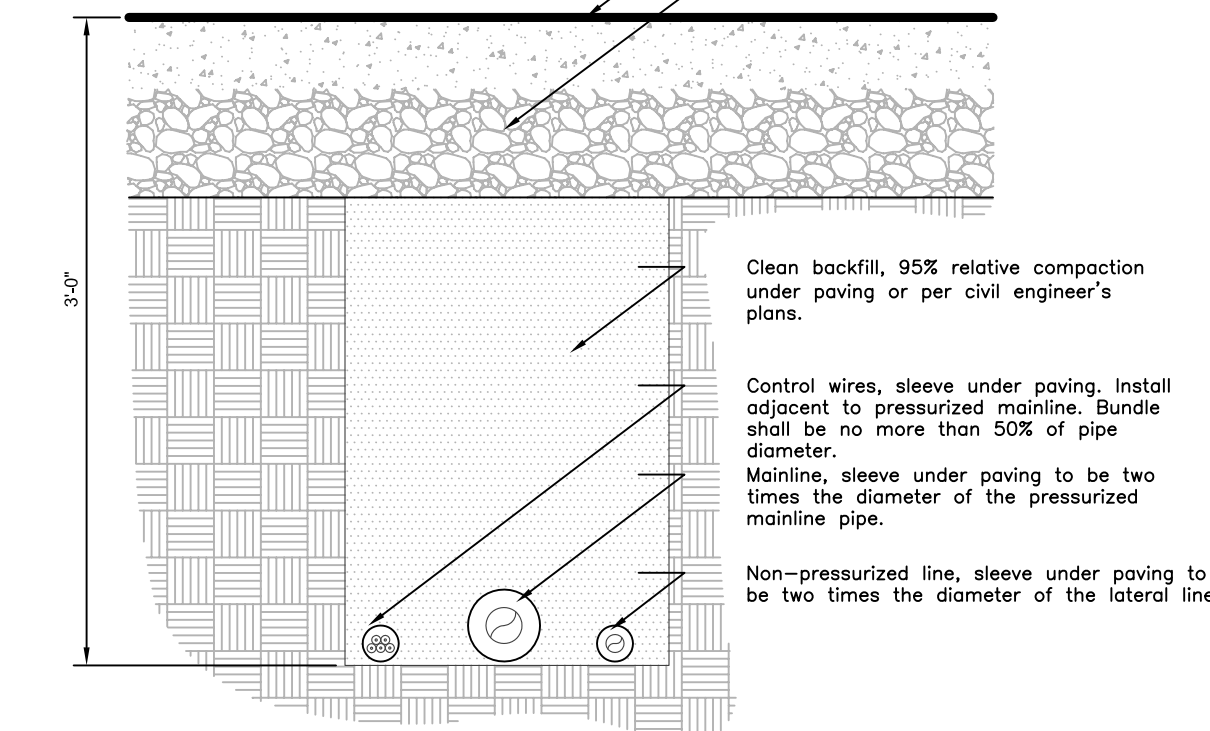 3'-0"
Clean backfill, 95% relative compaction
under paving or per civil engineer's
plans.
Control wires, sleeve under paving. Install
adjacent to pressurized mainline. Bundle
shall be no more than 50% of pipe
diameter.
Mainline, sleeve under paving to be two
times the diameter of the pressurized
mainline pipe.
Non-pressurized line, sleeve under paving to
be two times the diameter of the lateral line